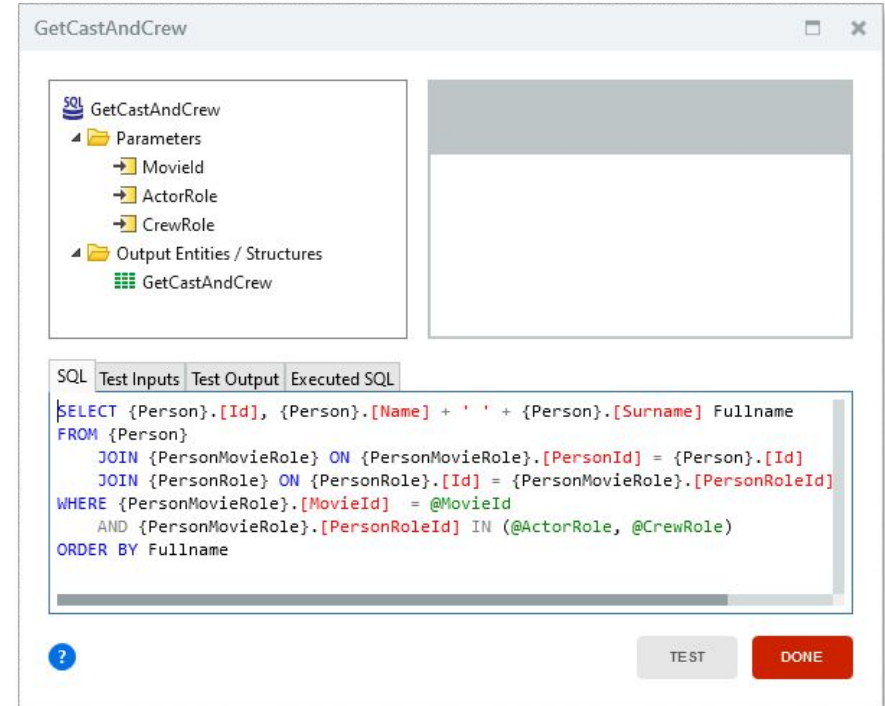 GetCastAndCrew
SQL GetCastAndCrew
Parameters
MovieId
ActorRole
CrewRole
Output Entities / Structures
GetCastAndCrew
SQL Test Inputs Test Output Executed SQL
SELECT {Person}.[Id], {Person}.[Name] + ' ' + {Person}.[Surname] Fullname
FROM {Person}
JOIN {PersonMovieRole} ON {PersonMovieRole}.[PersonId] = {Person}.[Id]
JOIN {PersonRole} ON {PersonRole}.[Id] = {PersonMovieRole}.[PersonRoleId]
WHERE {PersonMovieRole}.[MovieId] = @MovieId
AND {PersonMovieRole}.[PersonRoleId] IN (@ActorRole, @CrewRole)
ORDER BY Fullname
? TEST DONE